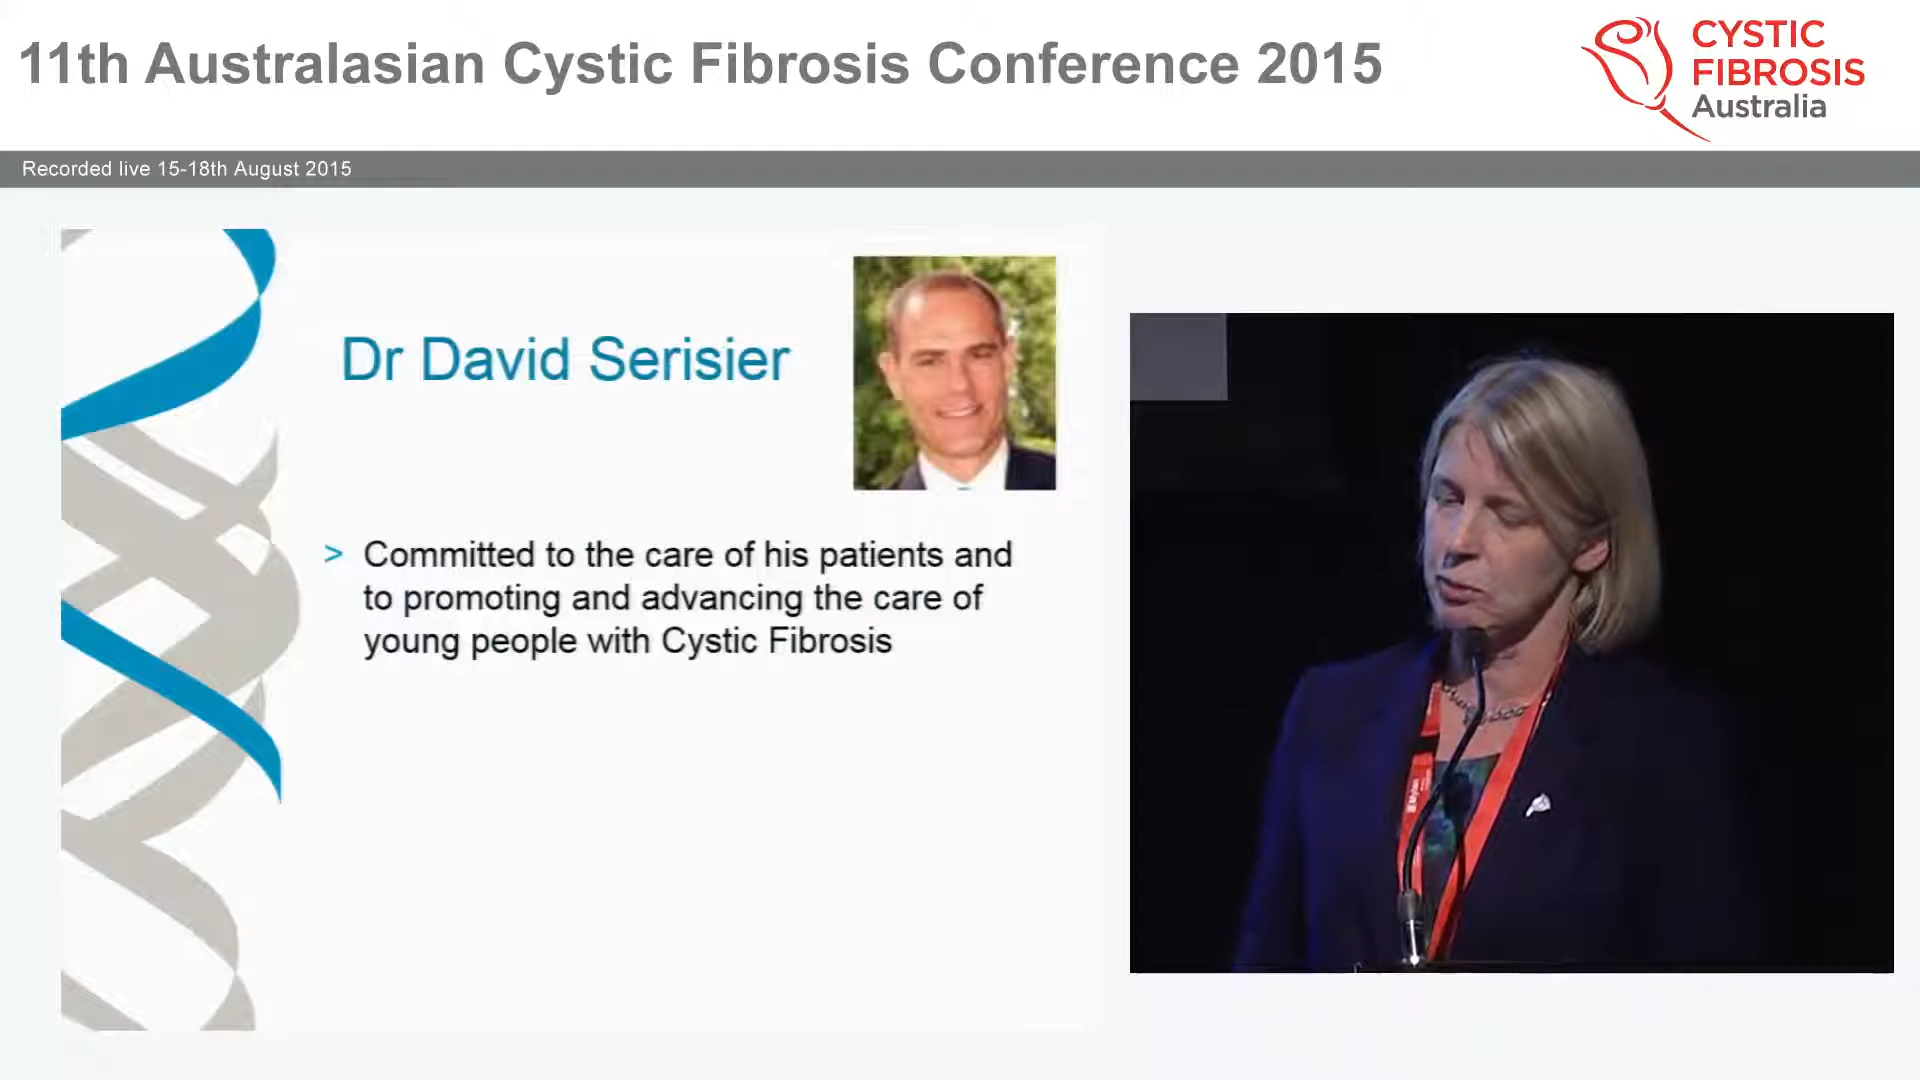 11th Australasian Cystic Fibrosis Conference 2015
CYSTIC
FIBROSIS
Australia
Recorded live 15-18th August 2015
Dr David Serisier
> Committed to the care of his patients and
to promoting and advancing the care of
young people with Cystic Fibrosis
Mylan